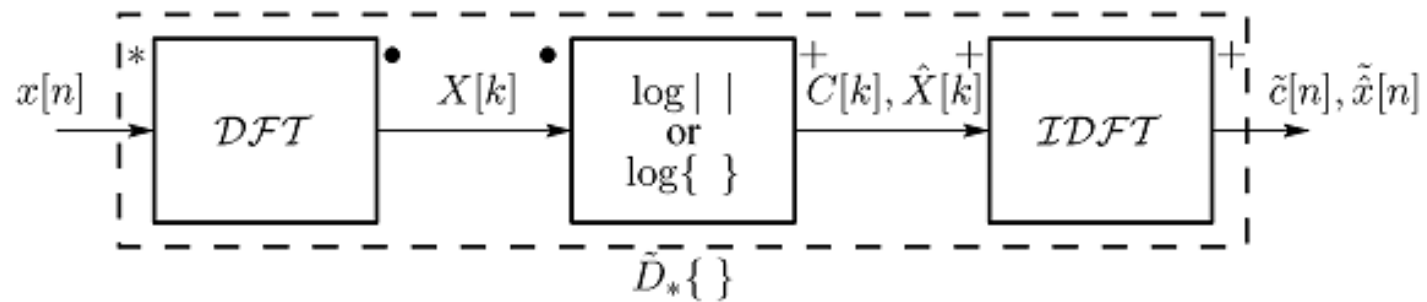 * • • + + +
x[n] X[k] log| | C[k], X̂[k] c̃[n], x̃̂[n]
DFT or IDFT
log{ }
D̃*{ }